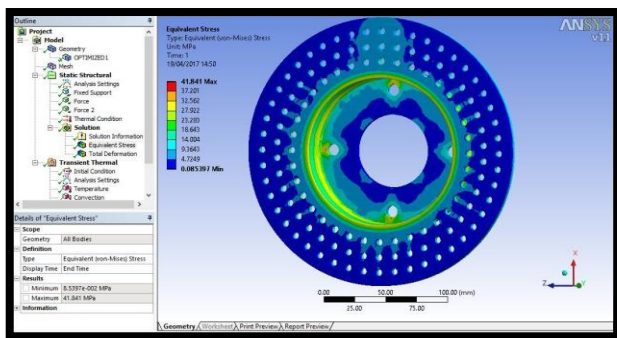 Outline
Project
Model
Geometry
OPTIMIZED 1
Mesh
Static Structural
Analysis Settings
Fixed Support
Force
Force 2
Thermal Condition
Solution
Solution Information
Equivalent Stress
Total Deformation
Transient Thermal
Initial Condition
Analysis Settings
Temperature
Convection
Details of "Equivalent Stress"
Scope
Geometry All Bodies
Definition
Type Equivalent (von-Mises) Stress
Display Time End Time
Results
Minimum 8.5397e-002 MPa
Maximum 41.841 MPa
Information
Equivalent Stress
Type: Equivalent (von-Mises) Stress
Unit: MPa
Time: 1
19/04/2017 14:50
41.841 Max
37.201
32.562
27.922
23.283
18.643
14.004
9.3643
4.7249
0.085397 Min
ANSYS
v11
X
Z
Y
0.00 50.00 100.00 (mm)
25.00 75.00
Geometry Worksheet Print Preview Report Preview